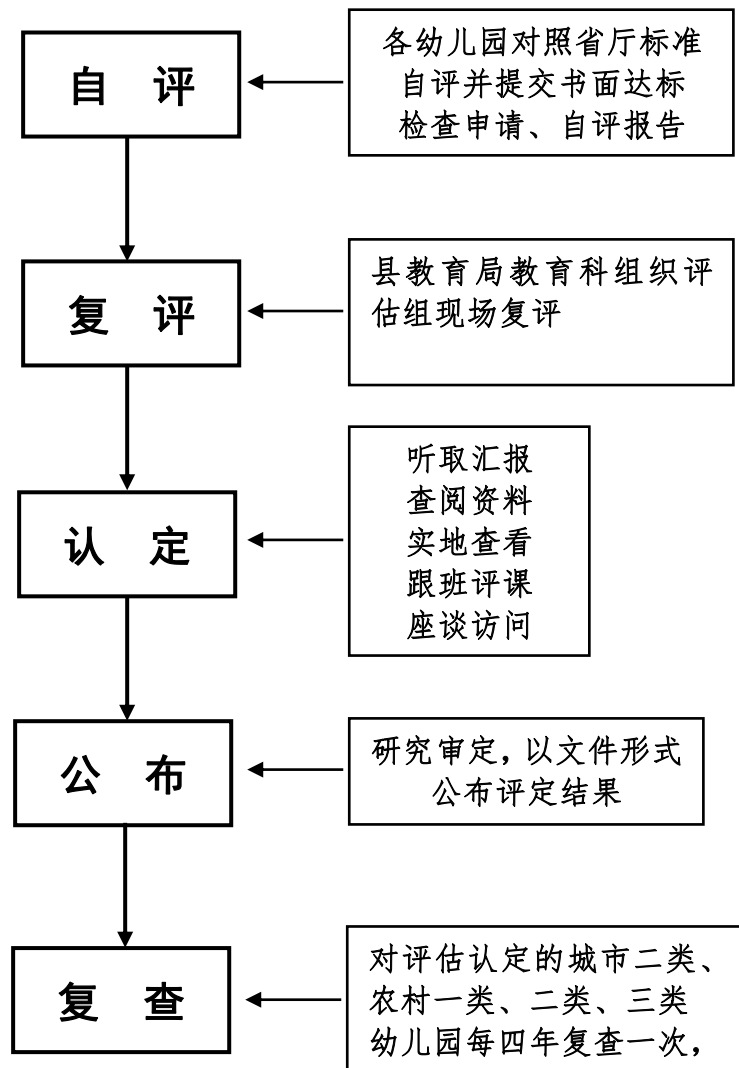 自 评
各幼儿园对照省厅标准
自评并提交书面达标
检查申请、自评报告
复 评
县教育局教育科组织评
估组现场复评
认 定
听取汇报
查阅资料
实地查看
跟班评课
座谈访问
公 布
研究审定，以文件形式
公布评定结果
复 查
对评估认定的城市二类、
农村一类、二类、三类
幼儿园每四年复查一次，